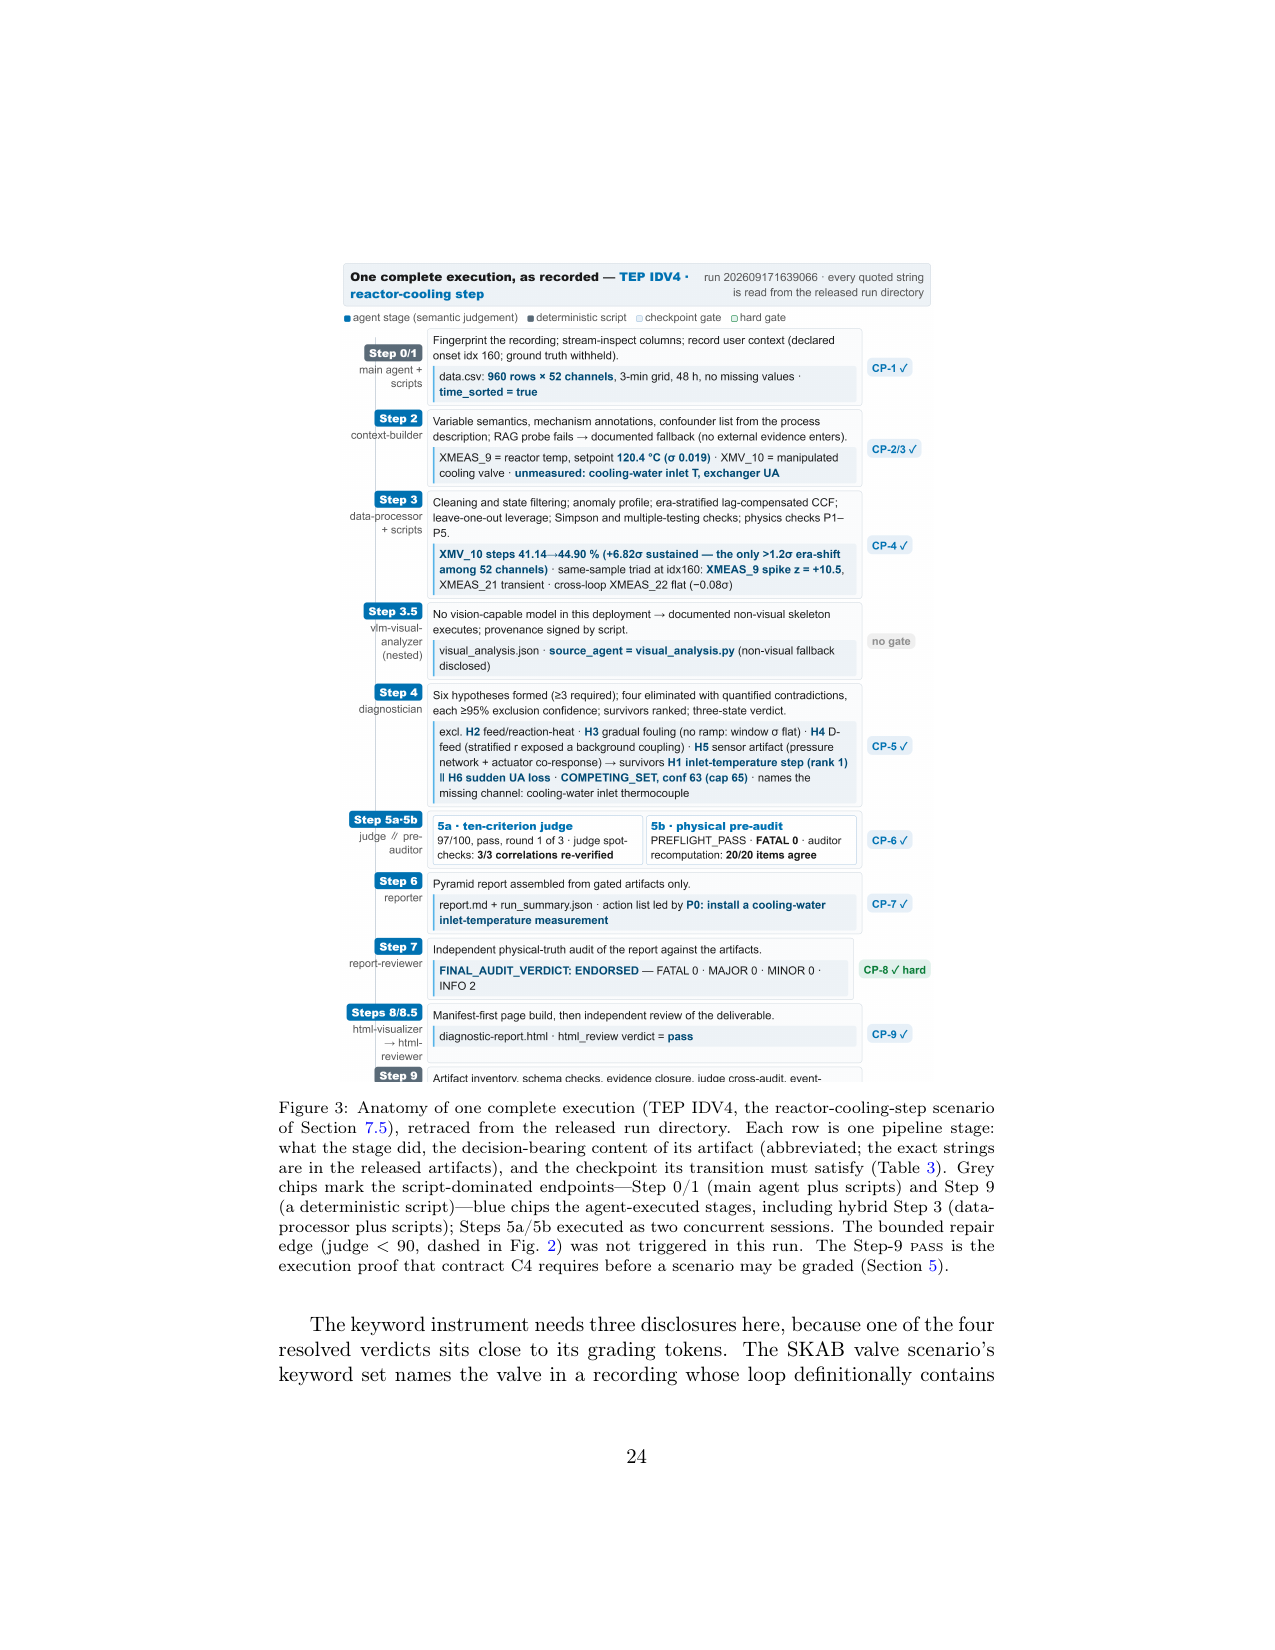 One complete execution, as recorded — TEP IDV4 ·
reactor-cooling step
run 202609171639066 · every quoted string
is read from the released run directory
agent stage (semantic judgement) deterministic script checkpoint gate hard gate
Step 0/1
main agent +
scripts
Fingerprint the recording; stream-inspect columns; record user context (declared
onset idx 160; ground truth withheld).
data.csv: 960 rows × 52 channels, 3-min grid, 48 h, no missing values ·
time_sorted = true
CP-1 ✓
Step 2
context-builder
Variable semantics, mechanism annotations, confounder list from the process
description; RAG probe fails → documented fallback (no external evidence enters).
XMEAS_9 = reactor temp, setpoint 120.4 °C (σ 0.019) · XMV_10 = manipulated
cooling valve · unmeasured: cooling-water inlet T, exchanger UA
CP-2/3 ✓
Step 3
data-processor
+ scripts
Cleaning and state filtering; anomaly profile; era-stratified lag-compensated CCF;
leave-one-out leverage; Simpson and multiple-testing checks; physics checks P1–
P5.
XMV_10 steps 41.14→44.90 % (+6.82σ sustained — the only >1.2σ era-shift
among 52 channels) · same-sample triad at idx160: XMEAS_9 spike z = +10.5,
XMEAS_21 transient · cross-loop XMEAS_22 flat (−0.08σ)
CP-4 ✓
Step 3.5
vlm-visual-
analyzer
(nested)
No vision-capable model in this deployment → documented non-visual skeleton
executes; provenance signed by script.
visual_analysis.json · source_agent = visual_analysis.py (non-visual fallback
disclosed)
no gate
Step 4
diagnostician
Six hypotheses formed (≥3 required); four eliminated with quantified contradictions,
each ≥95% exclusion confidence; survivors ranked; three-state verdict.
excl. H2 feed/reaction-heat · H3 gradual fouling (no ramp: window σ flat) · H4 D-
feed (stratified r exposed a background coupling) · H5 sensor artifact (pressure
network + actuator co-response) → survivors H1 inlet-temperature step (rank 1)
∥ H6 sudden UA loss · COMPETING_SET, conf 63 (cap 65) · names the
missing channel: cooling-water inlet thermocouple
CP-5 ✓
Step 5a·5b
judge ∥ pre-
auditor
5a · ten-criterion judge
97/100, pass, round 1 of 3 · judge spot-
checks: 3/3 correlations re-verified
5b · physical pre-audit
PREFLIGHT_PASS · FATAL 0 · auditor
recomputation: 20/20 items agree
CP-6 ✓
Step 6
reporter
Pyramid report assembled from gated artifacts only.
report.md + run_summary.json · action list led by P0: install a cooling-water
inlet-temperature measurement
CP-7 ✓
Step 7
report-reviewer
Independent physical-truth audit of the report against the artifacts.
FINAL_AUDIT_VERDICT: ENDORSED — FATAL 0 · MAJOR 0 · MINOR 0 ·
INFO 2
CP-8 ✓ hard
Steps 8/8.5
html-visualizer
→ html-
reviewer
Manifest-first page build, then independent review of the deliverable.
diagnostic-report.html · html_review verdict = pass
CP-9 ✓
Step 9
Artifact inventory, schema checks, evidence closure, judge cross-audit, event-
Figure 3: Anatomy of one complete execution (TEP IDV4, the reactor-cooling-step scenario
of Section 7.5), retraced from the released run directory. Each row is one pipeline stage:
what the stage did, the decision-bearing content of its artifact (abbreviated; the exact strings
are in the released artifacts), and the checkpoint its transition must satisfy (Table 3). Grey
chips mark the script-dominated endpoints—Step 0/1 (main agent plus scripts) and Step 9
(a deterministic script)—blue chips the agent-executed stages, including hybrid Step 3 (data-
processor plus scripts); Steps 5a/5b executed as two concurrent sessions. The bounded repair
edge (judge < 90, dashed in Fig. 2) was not triggered in this run. The Step-9 PASS is the
execution proof that contract C4 requires before a scenario may be graded (Section 5).
The keyword instrument needs three disclosures here, because one of the four
resolved verdicts sits close to its grading tokens. The SKAB valve scenario's
keyword set names the valve in a recording whose loop definitionally contains
24